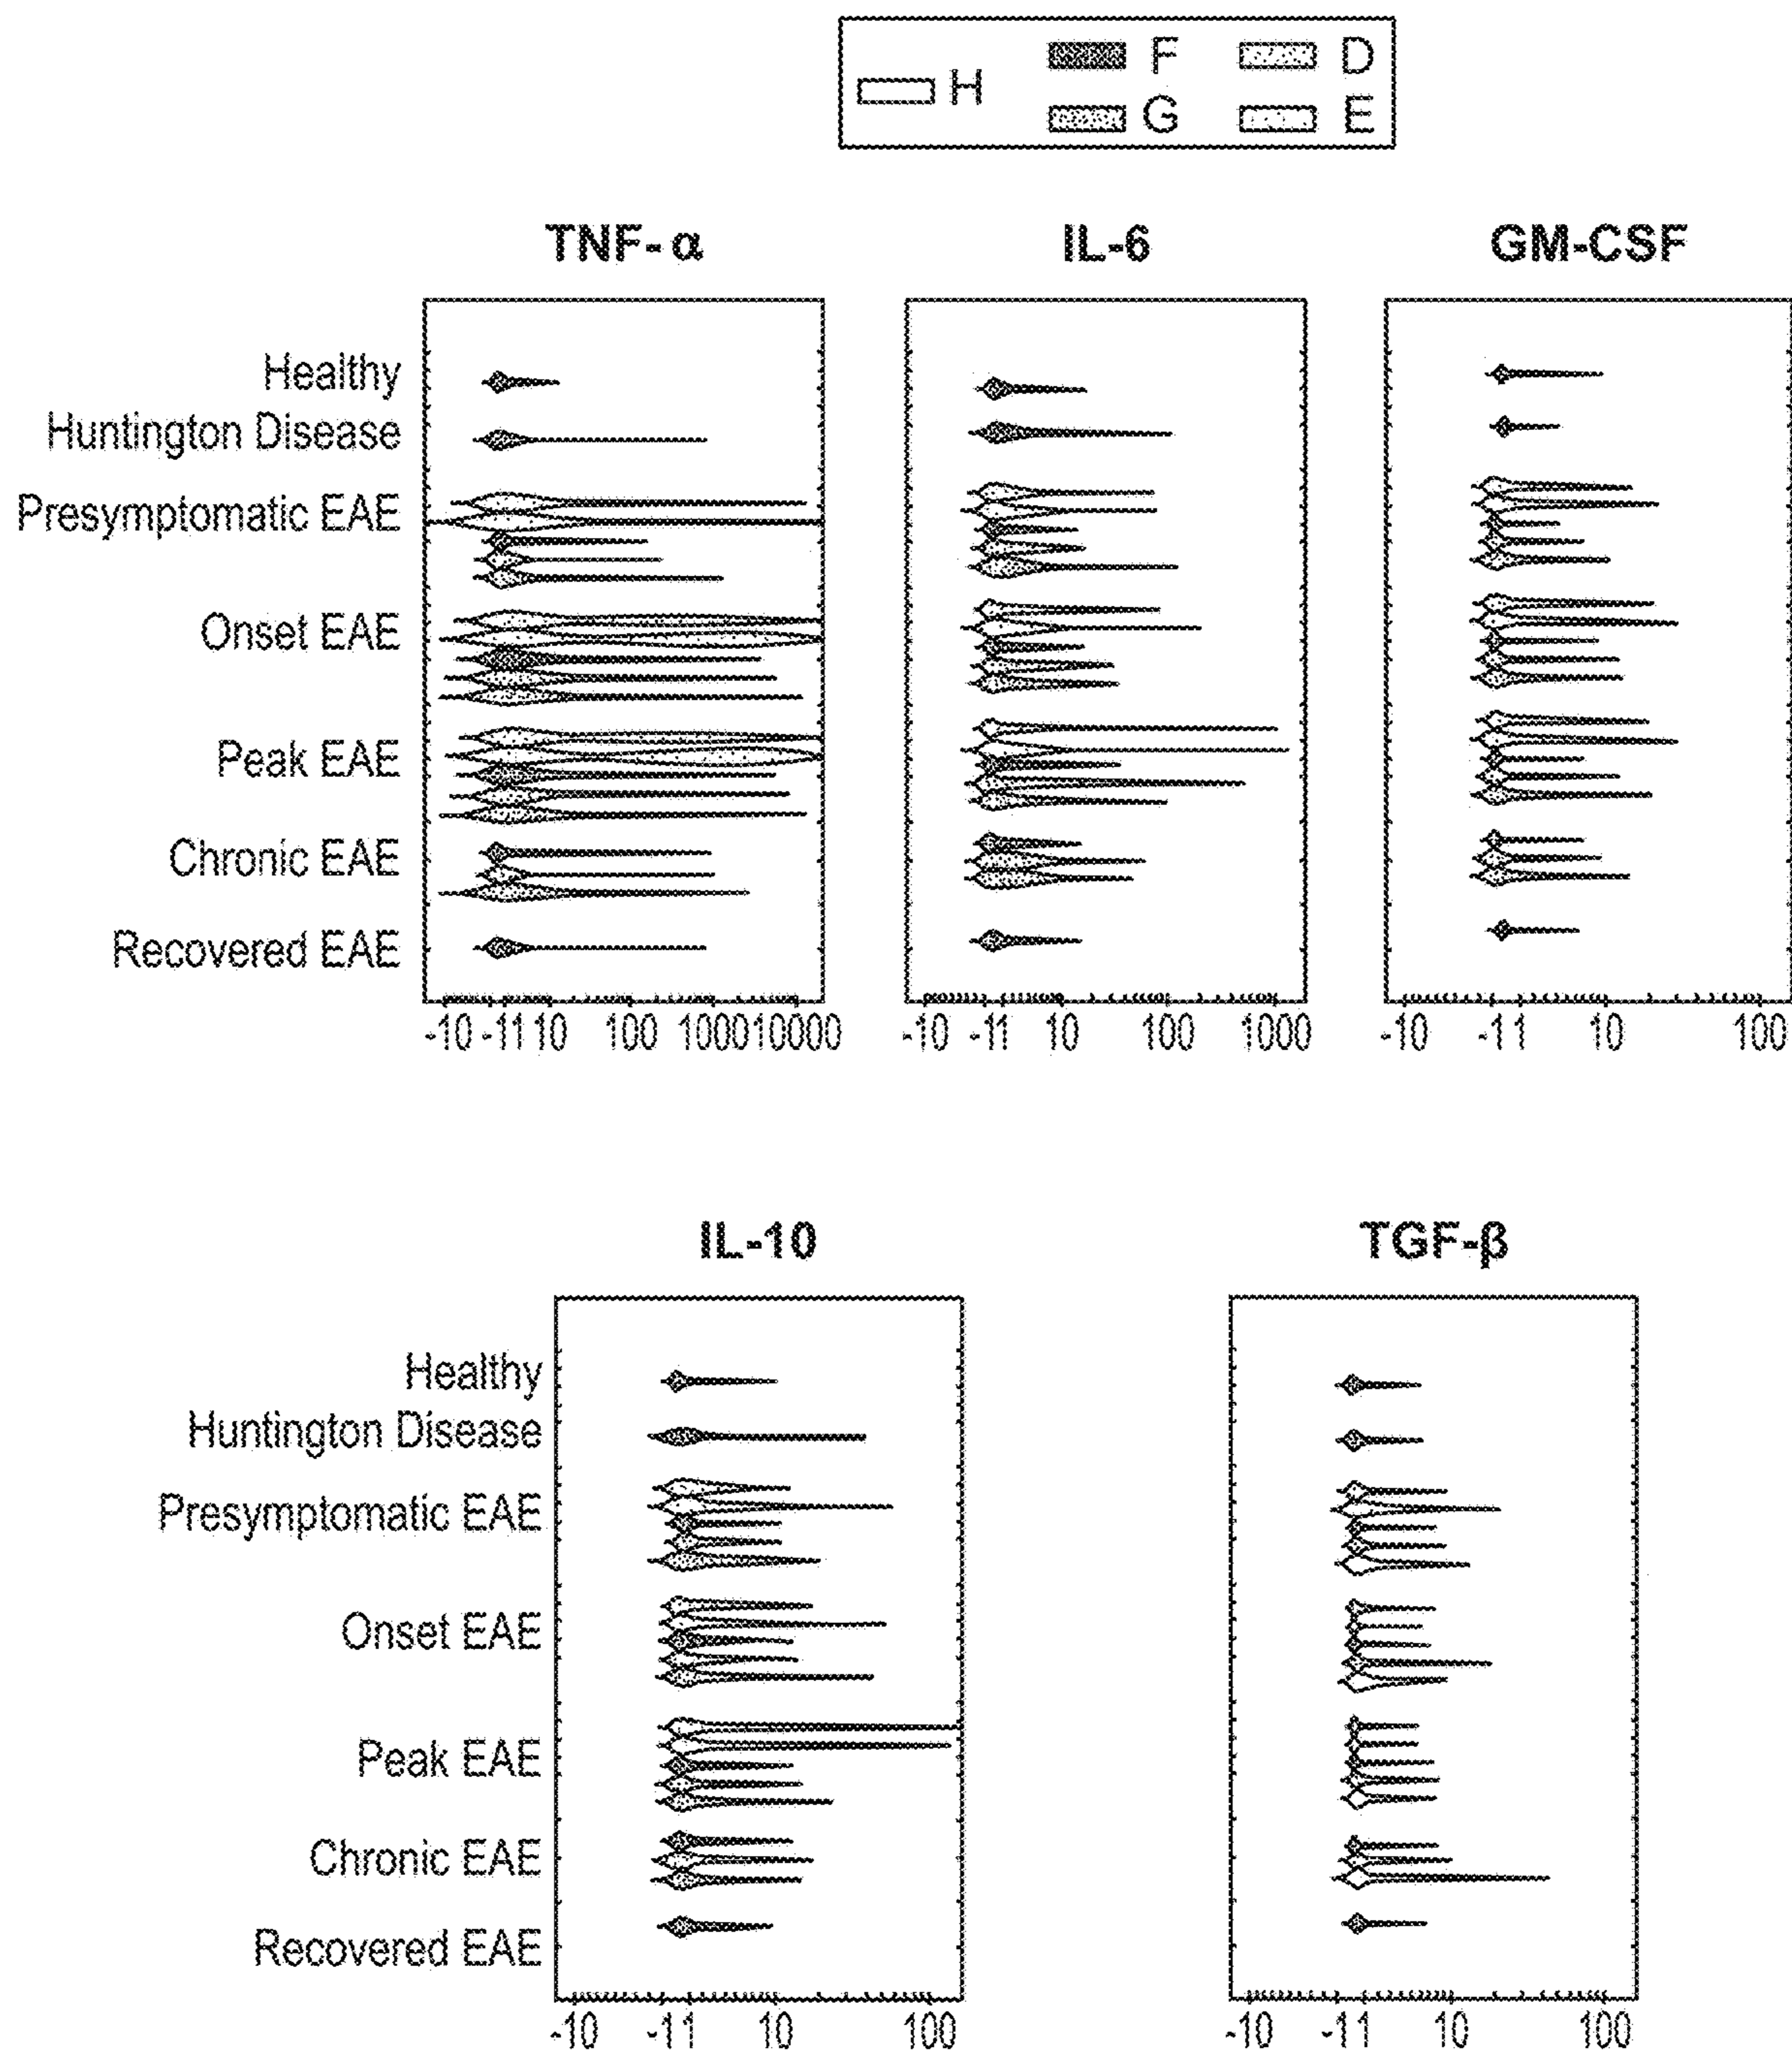 H F D
G E
TNF- α IL-6 GM-CSF
Healthy
Huntington Disease
Presymptomatic EAE
Onset EAE
Peak EAE
Chronic EAE
Recovered EAE
-10 -11 10 100 1000 10000 -10 -11 10 100 1000 -10 -11 10 100
IL-10 TGF-β
Healthy
Huntington Disease
Presymptomatic EAE
Onset EAE
Peak EAE
Chronic EAE
Recovered EAE
-10 -11 10 100 -10 -11 10 100